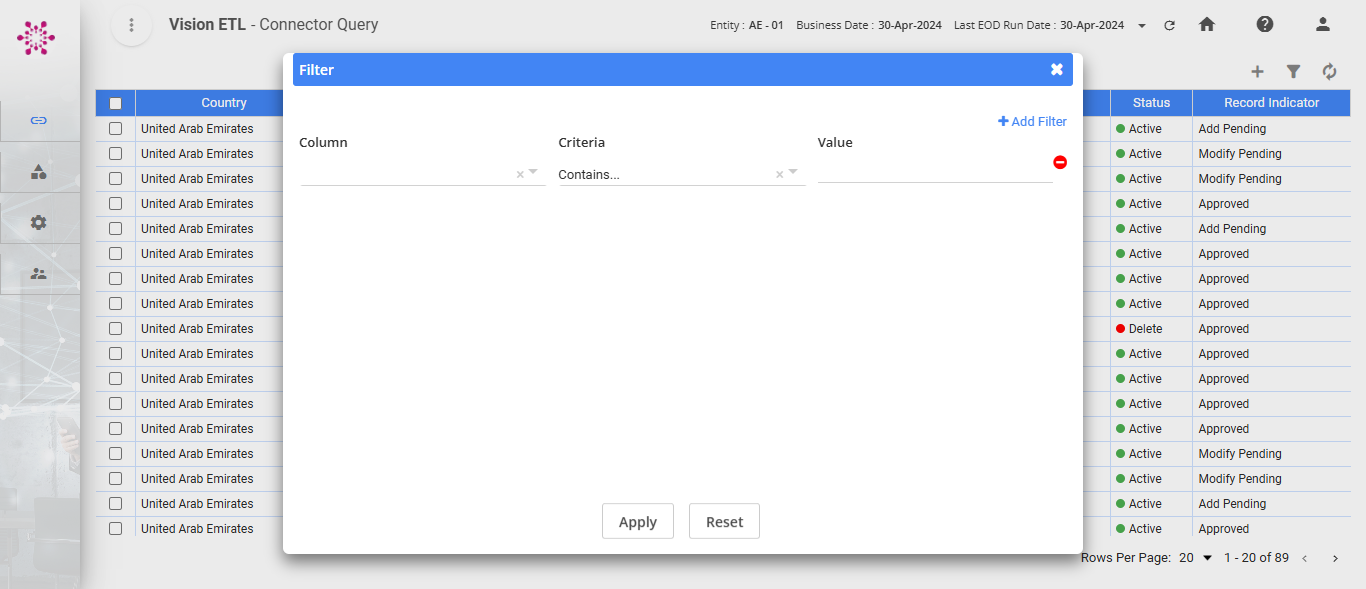 Vision ETL - Connector Query
Entity : AE - 01 Business Date : 30-Apr-2024 Last EOD Run Date : 30-Apr-2024
Filter
Add Filter
Column Criteria Value
Contains...
Apply Reset
Country Status Record Indicator
United Arab Emirates Active Add Pending
United Arab Emirates Active Modify Pending
United Arab Emirates Active Modify Pending
United Arab Emirates Active Approved
United Arab Emirates Active Add Pending
United Arab Emirates Active Approved
United Arab Emirates Active Approved
United Arab Emirates Active Approved
United Arab Emirates Delete Approved
United Arab Emirates Active Approved
United Arab Emirates Active Approved
United Arab Emirates Active Approved
United Arab Emirates Active Approved
United Arab Emirates Active Modify Pending
United Arab Emirates Active Modify Pending
United Arab Emirates Active Add Pending
United Arab Emirates Active Approved
Rows Per Page: 20 1 - 20 of 89